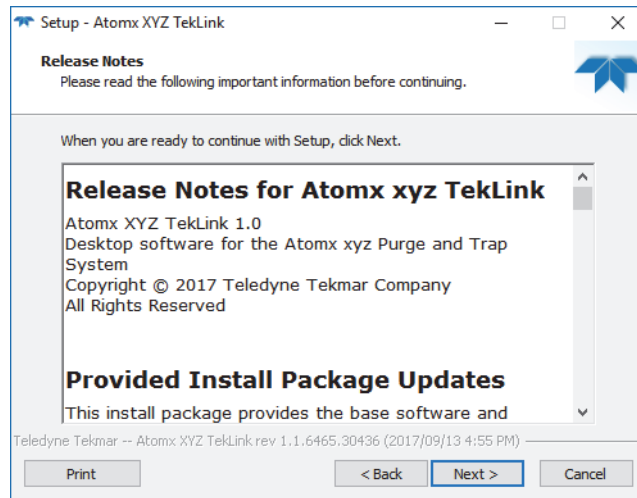 Setup - Atomx XYZ TekLink
Release Notes
Please read the following important information before continuing.
When you are ready to continue with Setup, click Next.
Release Notes for Atomx xyz TekLink
Atomx XYZ TekLink 1.0
Desktop software for the Atomx xyz Purge and Trap
System
Copyright © 2017 Teledyne Tekmar Company
All Rights Reserved
Provided Install Package Updates
This install package provides the base software and
Teledyne Tekmar -- Atomx XYZ TekLink rev 1.1.6465.30436 (2017/09/13 4:55 PM)
Print
< Back
Next >
Cancel